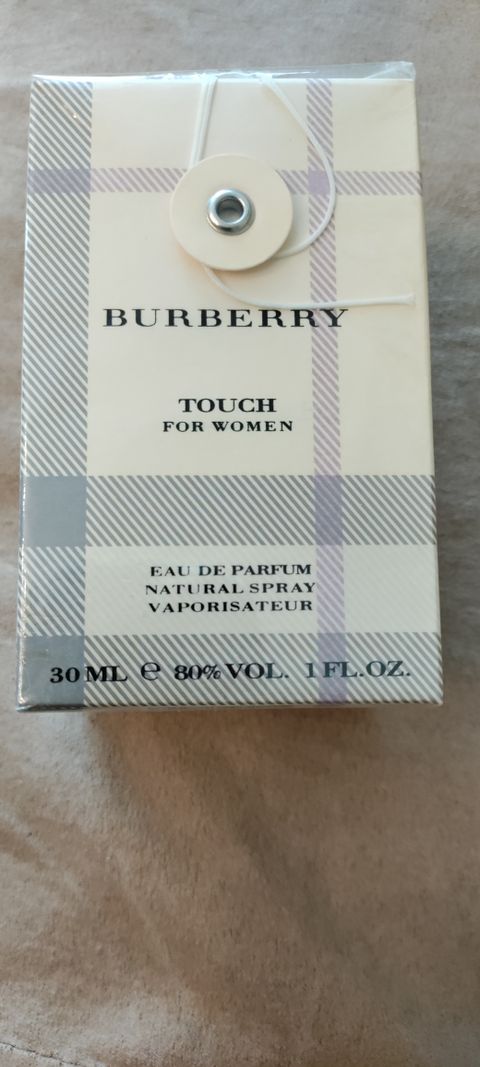 BURBERRY
TOUCH
FOR WOMEN
EAU DE PARFUM
NATURAL SPRAY
VAPORISATEUR
30 ML ℮ 80% VOL. 1 FL.OZ.